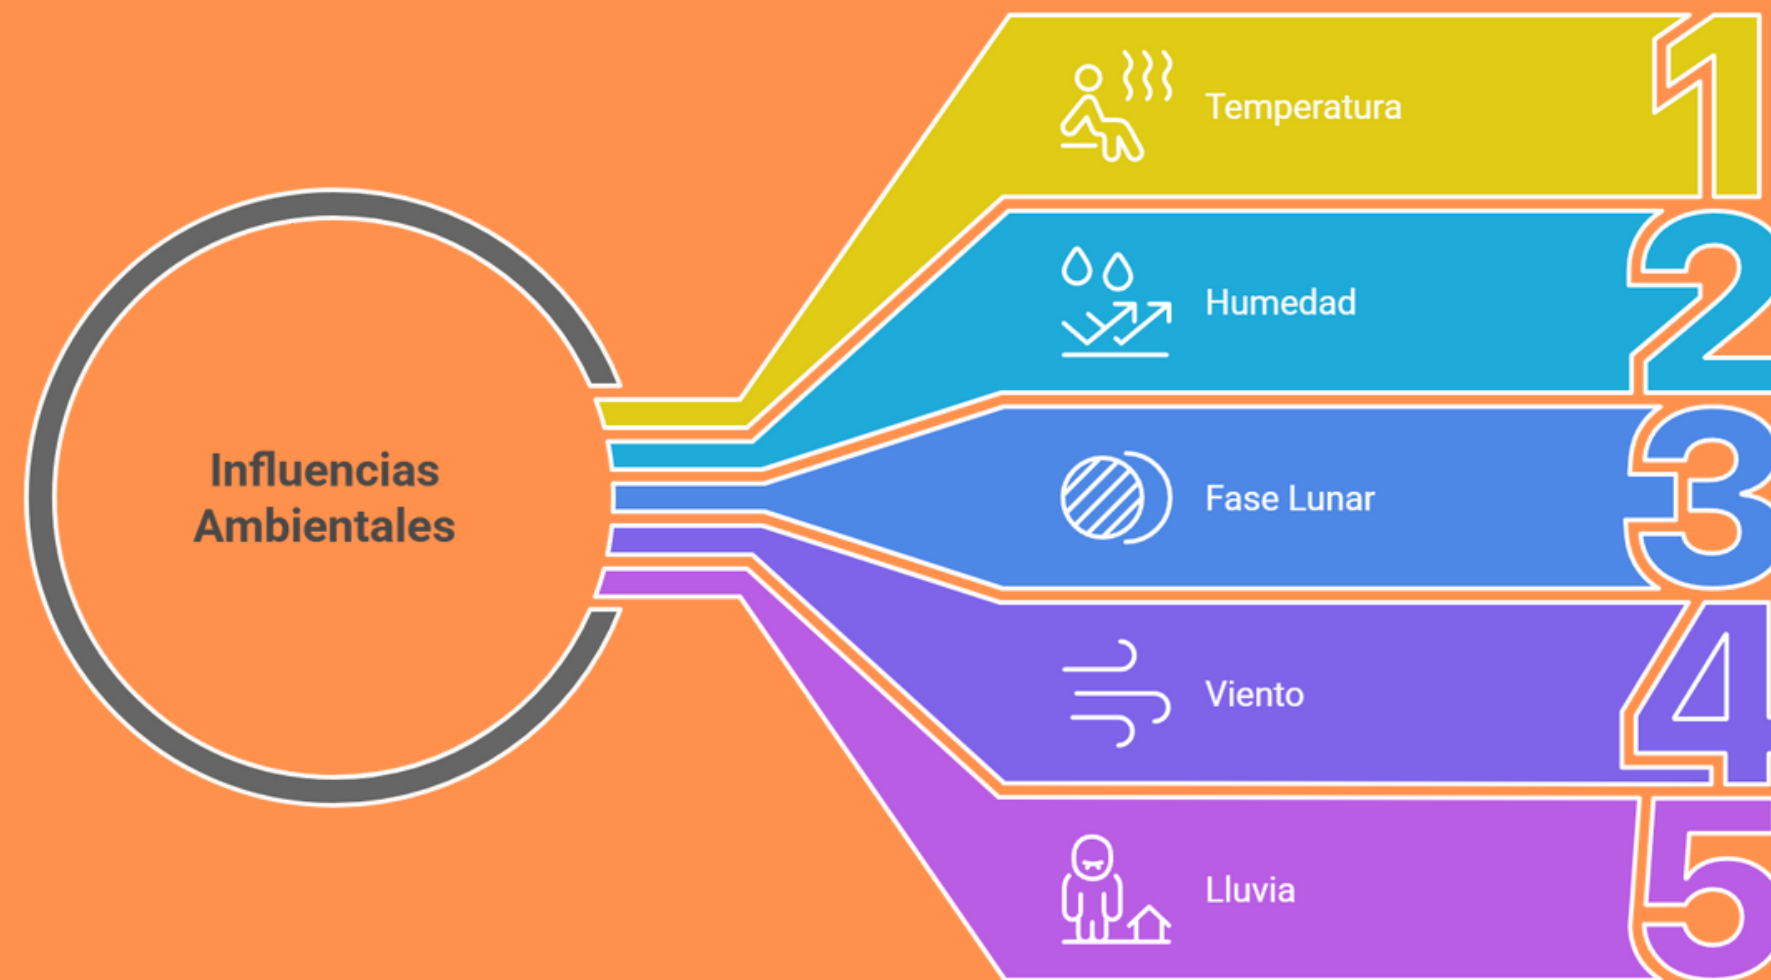 Influencias
Ambientales
Temperatura
1
Humedad
2
Fase Lunar
3
Viento
4
Lluvia
5